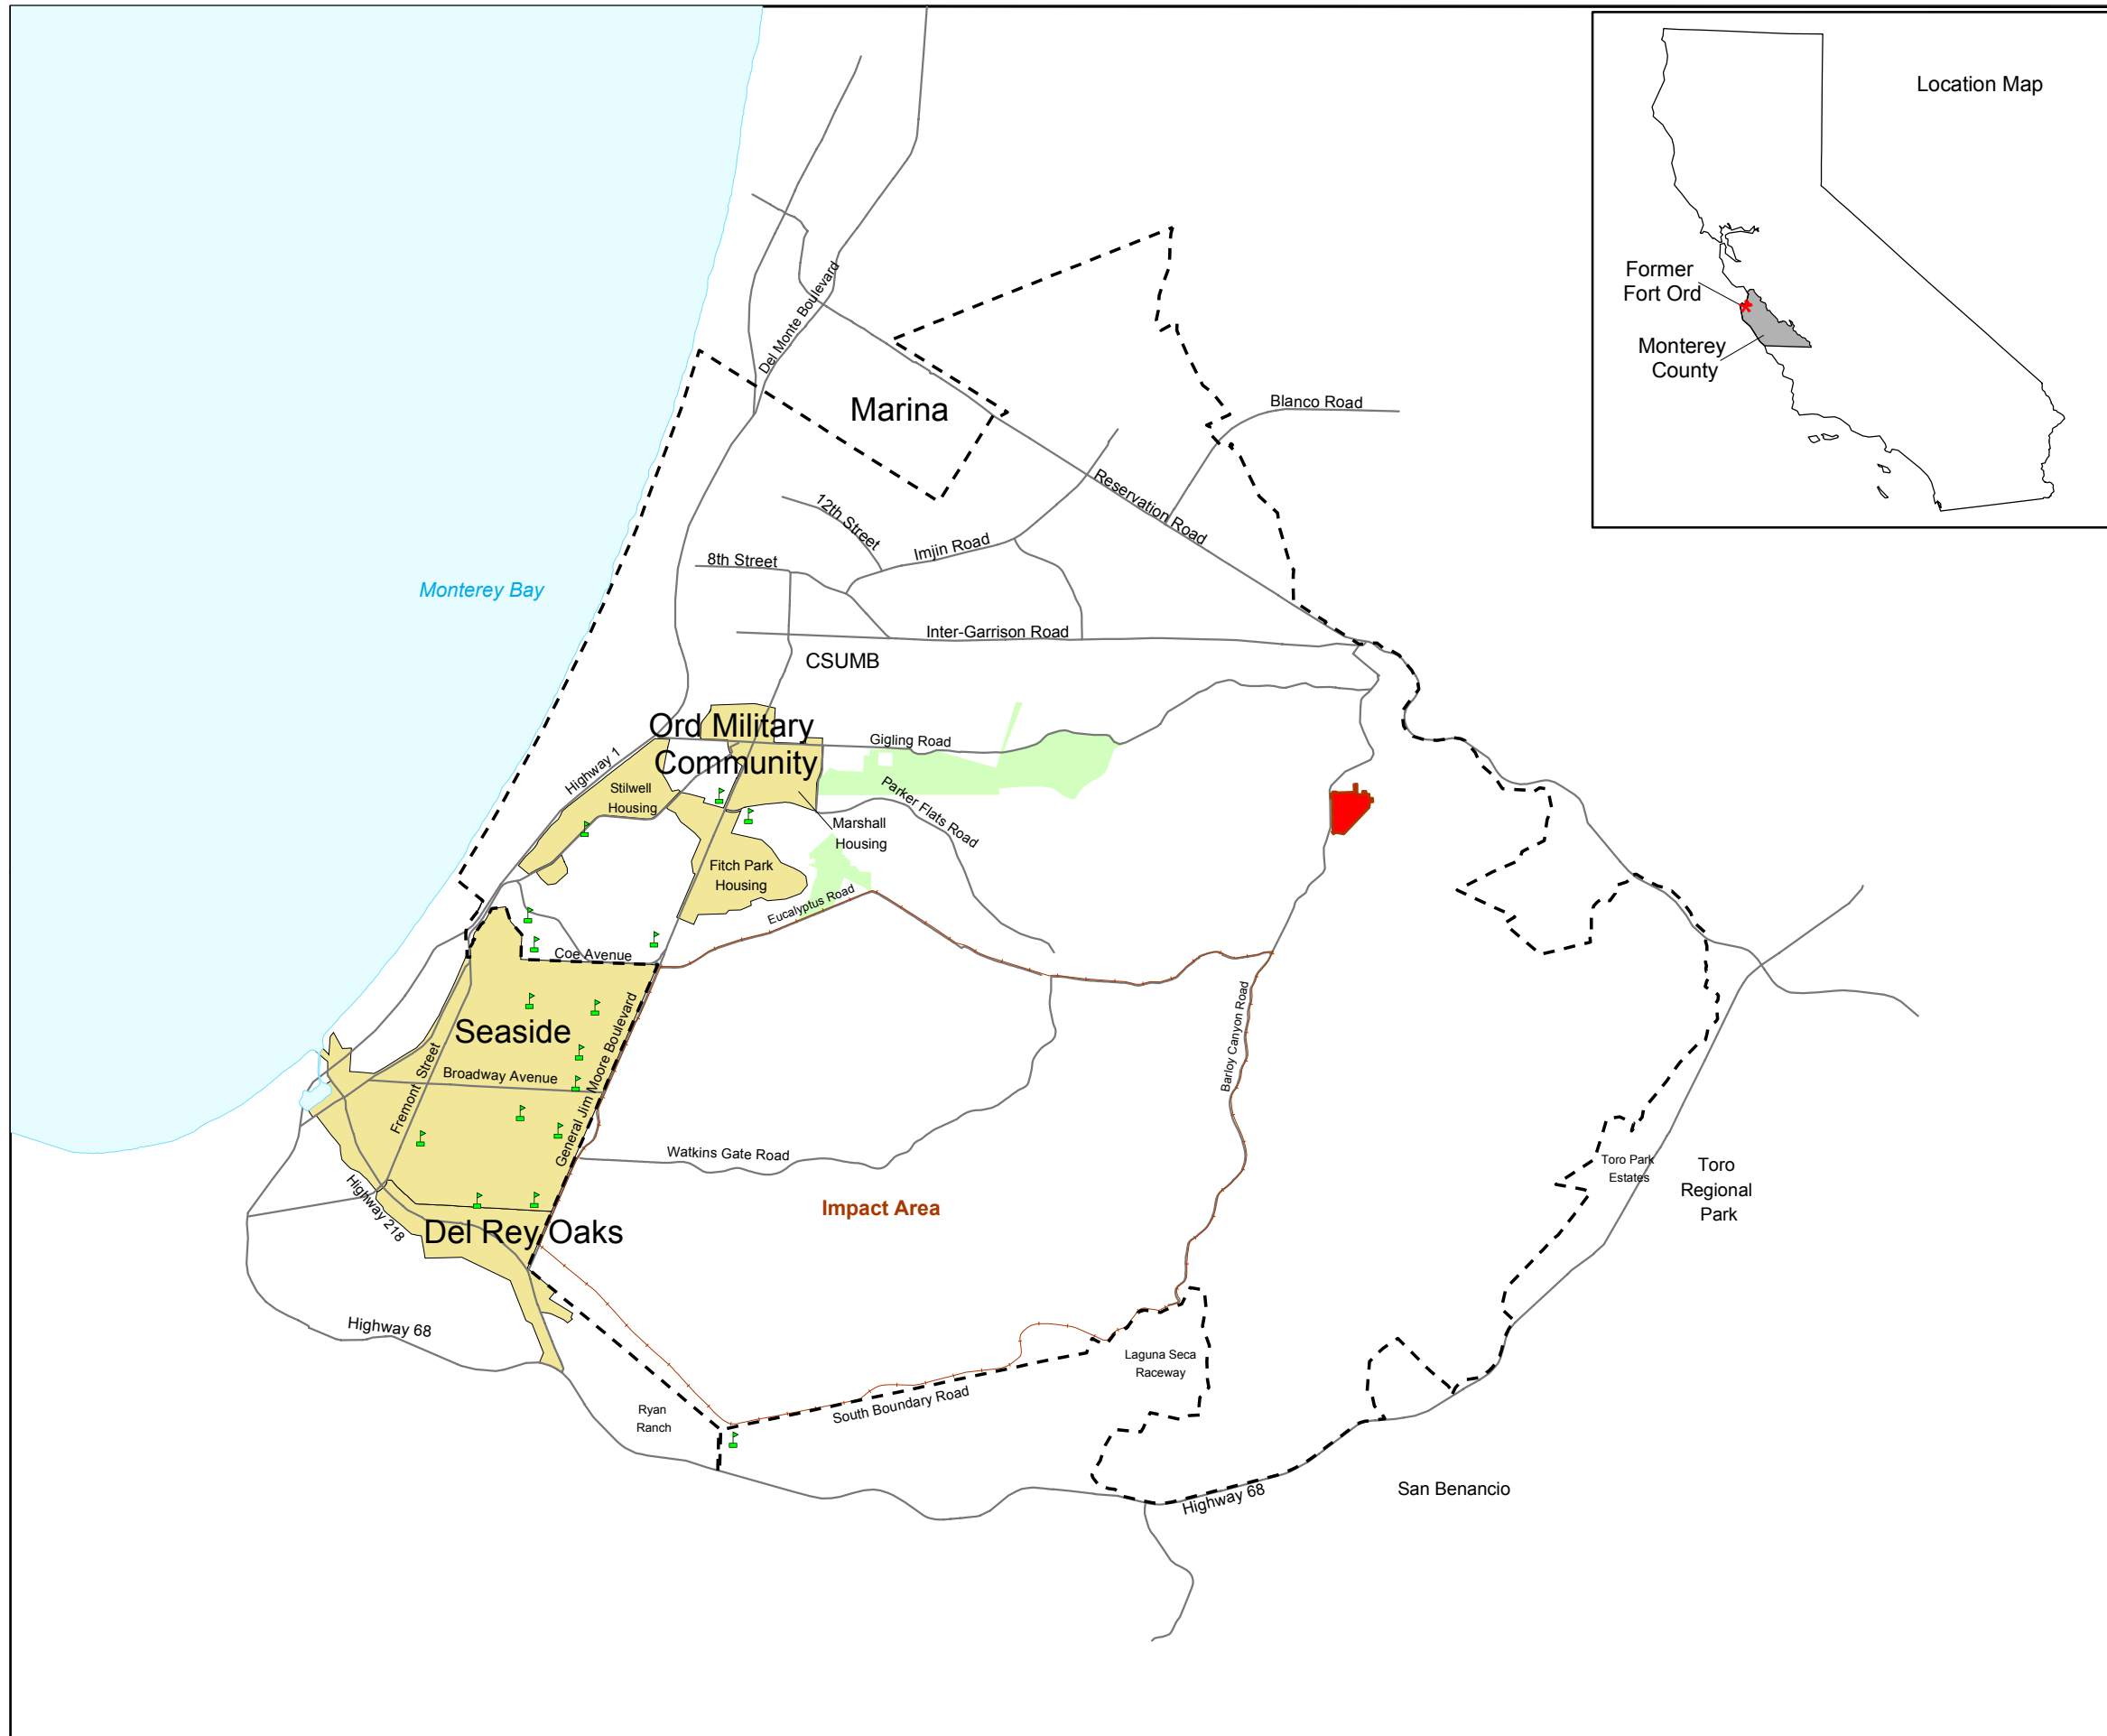 Location Map
Former
Fort Ord
Monterey
County
Del Monte Boulevard
Marina
Blanco Road
Reservation Road
12th Street
Imjin Road
8th Street
Monterey Bay
Inter-Garrison Road
CSUMB
Ord Military
Community
Gigling Road
Highway 1
Stilwell
Housing
Parker Flats Road
Marshall
Housing
Fitch Park
Housing
Eucalyptus Road
Coe Avenue
Seaside
General Jim Moore Boulevard
Barloy Canyon Road
Fremont Street
Broadway Avenue
Watkins Gate Road
Toro Park
Estates
Toro
Regional
Park
Highway 218
Impact Area
Del Rey Oaks
Highway 68
Laguna Seca
Raceway
Ryan
Ranch
South Boundary Road
Highway 68
San Benancio